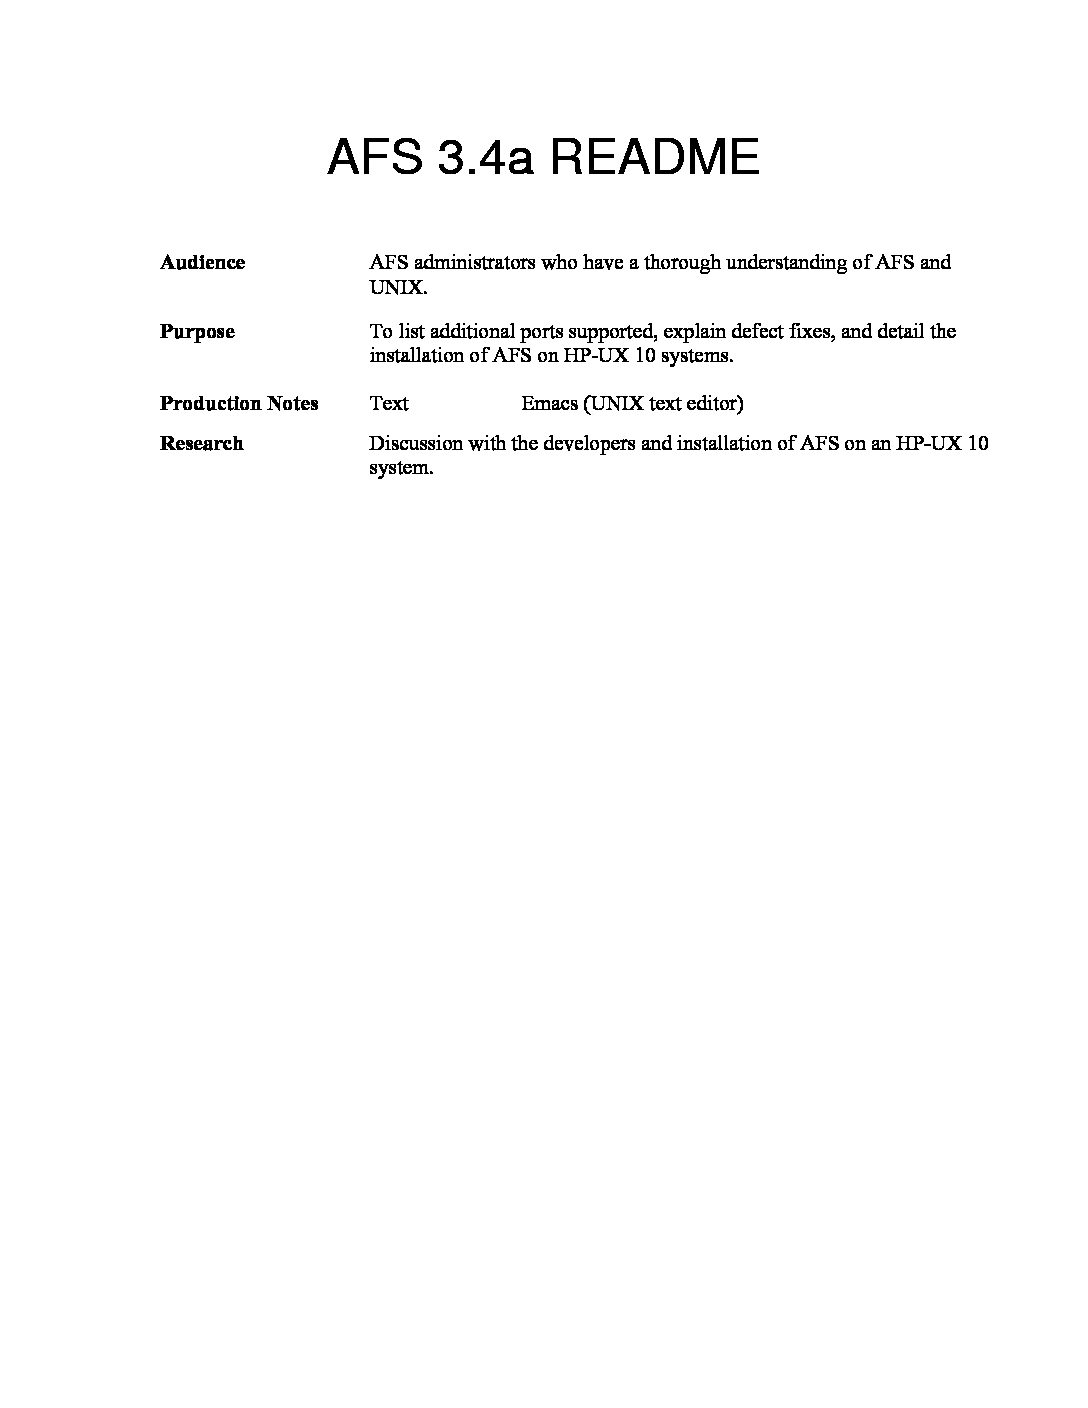 AFS 3.4a README
Audience AFS administrators who have a thorough understanding of AFS and
UNIX.
Purpose To list additional ports supported, explain defect fixes, and detail the
installation of AFS on HP-UX 10 systems.
Production Notes Text Emacs (UNIX text editor)
Research Discussion with the developers and installation of AFS on an HP-UX 10
system.